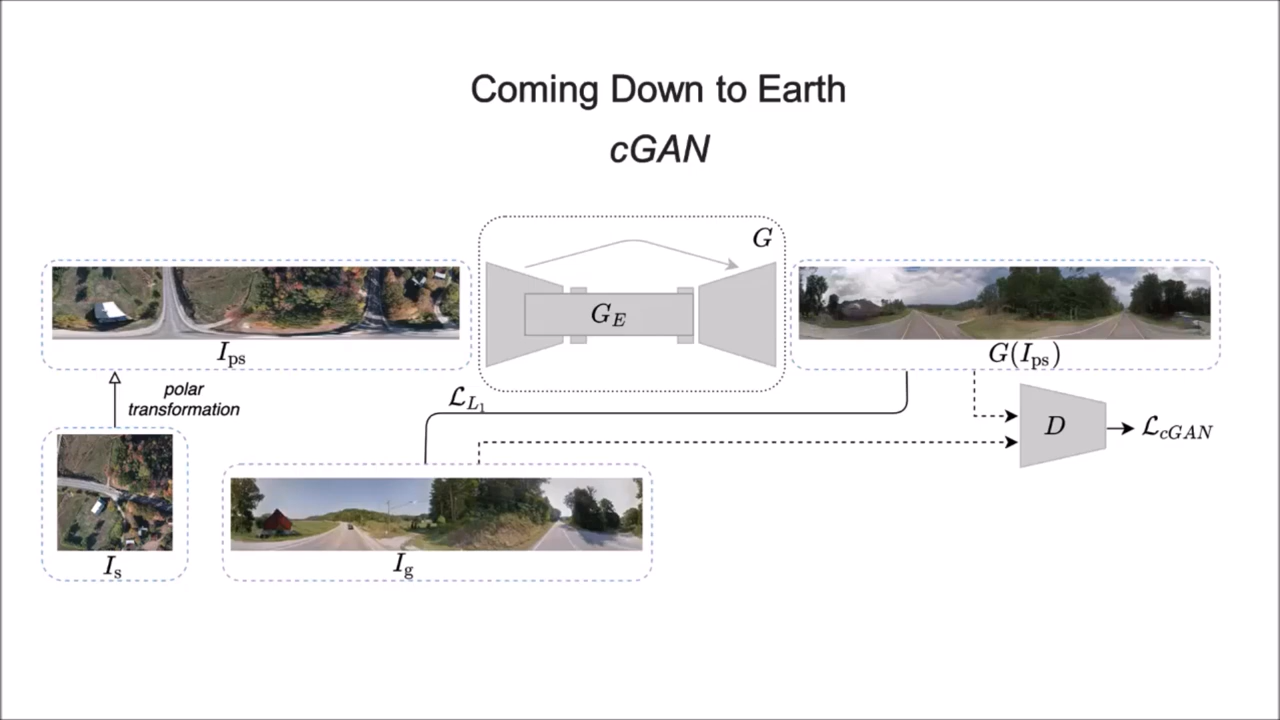 Coming Down to Earth
cGAN
G
G_E
I_ps
G(I_ps)
polar
transformation
ℒ_L₁
D
ℒ_cGAN
I_s
I_g